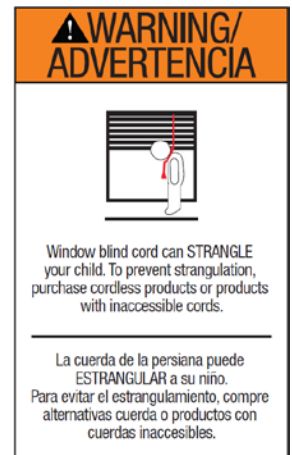 WARNING/
ADVERTENCIA
Window blind cord can STRANGLE
your child. To prevent strangulation,
purchase cordless products or products
with inaccessible cords.
La cuerda de la persiana puede
ESTRANGULAR a su niño.
Para evitar el estrangulamiento, compre
alternativas cuerda o productos con
cuerdas inaccesibles.